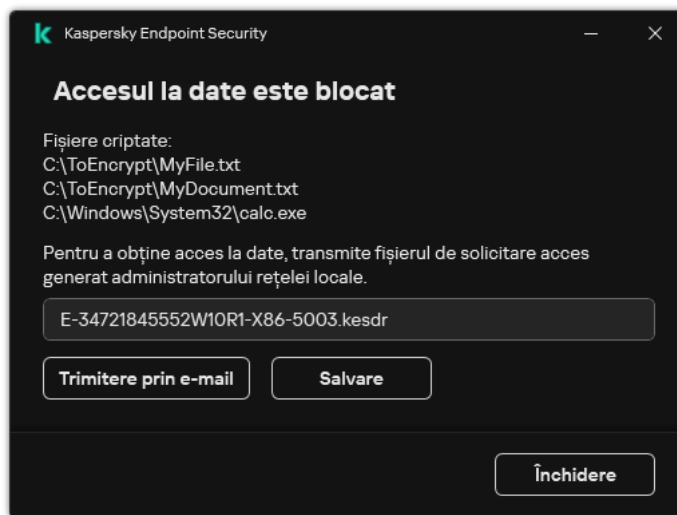 Kaspersky Endpoint Security
Accesul la date este blocat
Fișiere criptate:
C:\ToEncrypt\MyFile.txt
C:\ToEncrypt\MyDocument.txt
C:\Windows\System32\calc.exe
Pentru a obține acces la date, transmite fișierul de solicitare acces
generat administratorului rețelei locale.
E-34721845552W10R1-X86-5003.kesdr
Trimitere prin e-mail Salvare
Închidere